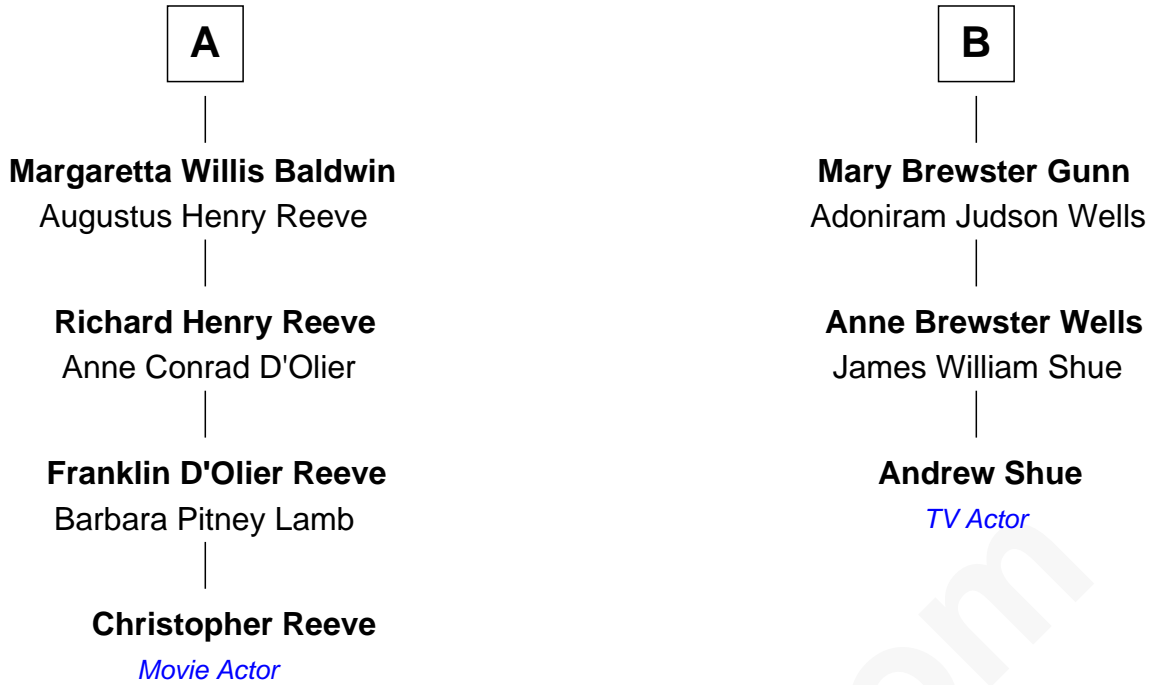 A
Margaretta Willis Baldwin
Augustus Henry Reeve
Richard Henry Reeve
Anne Conrad D'Olier
Franklin D'Olier Reeve
Barbara Pitney Lamb
Christopher Reeve
Movie Actor
B
Mary Brewster Gunn
Adoniram Judson Wells
Anne Brewster Wells
James William Shue
Andrew Shue
TV Actor
om